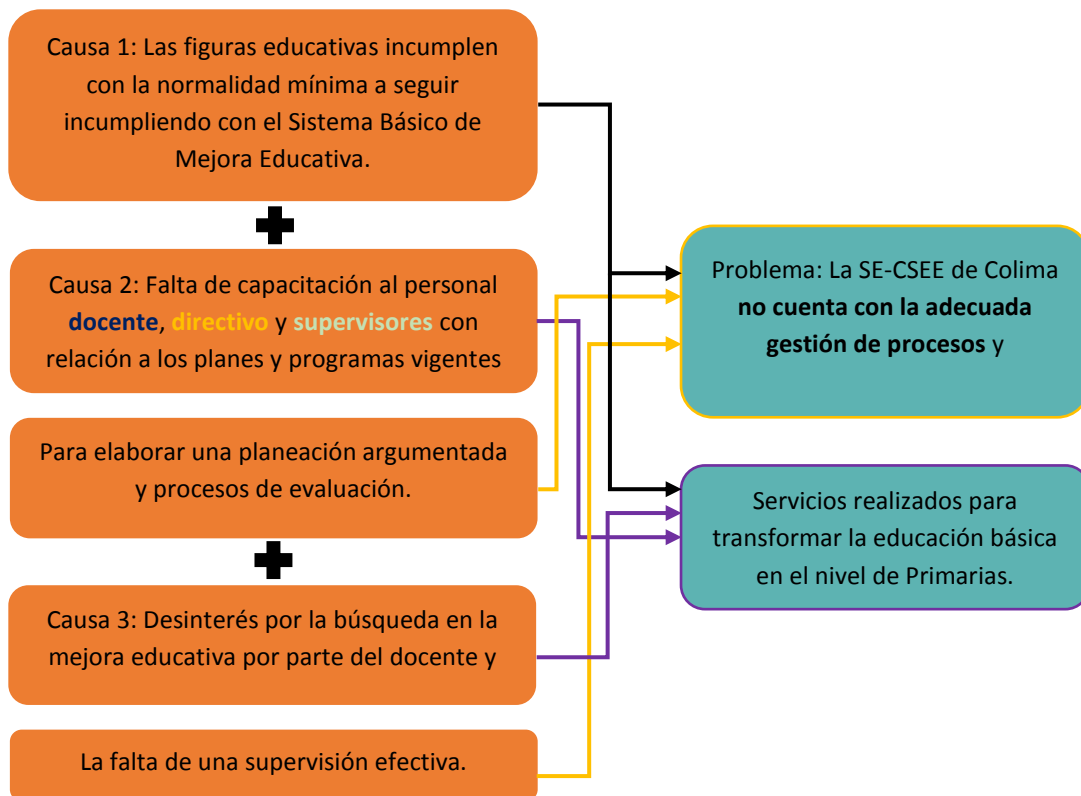 Causa 1: Las figuras educativas incumplen
con la normalidad mínima a seguir
incumpliendo con el Sistema Básico de
Mejora Educativa.
Causa 2: Falta de capacitación al personal
docente, directivo y supervisores con
relación a los planes y programas vigentes
Para elaborar una planeación argumentada
y procesos de evaluación.
Causa 3: Desinterés por la búsqueda en la
mejora educativa por parte del docente y
La falta de una supervisión efectiva.
Problema: La SE-CSEE de Colima
no cuenta con la adecuada
gestión de procesos y
Servicios realizados para
transformar la educación básica
en el nivel de Primarias.